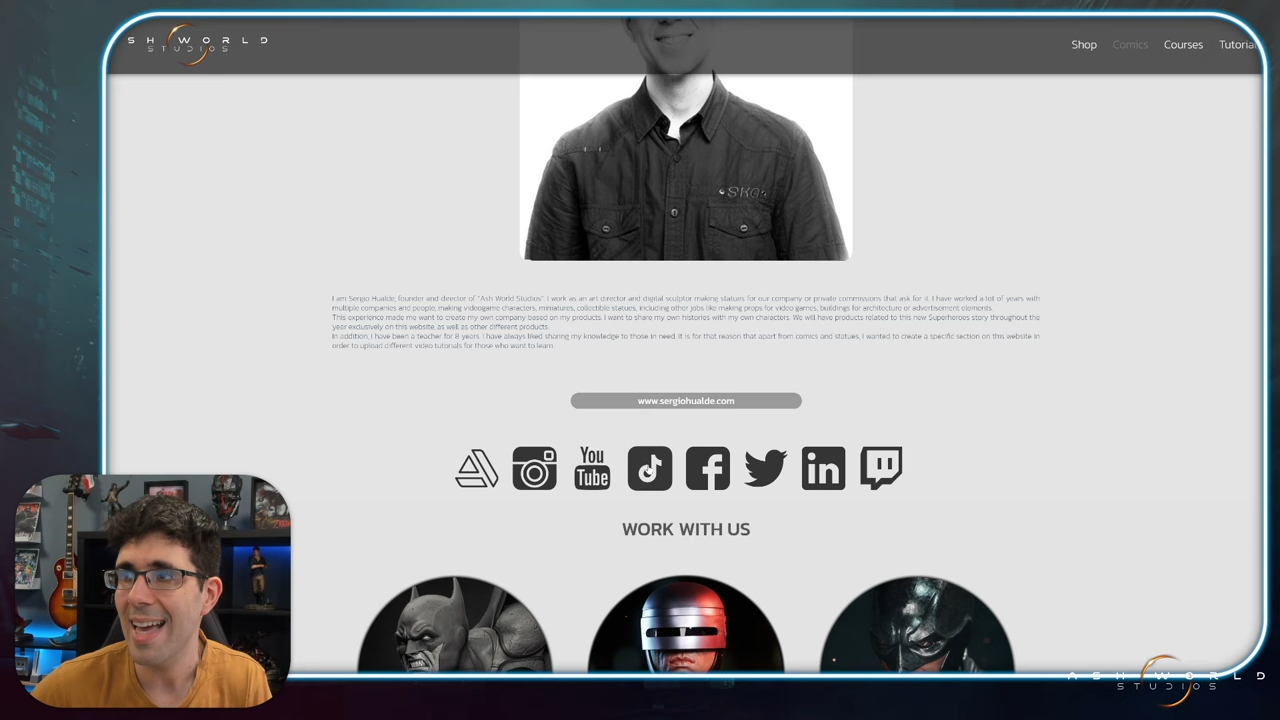 SH WORLD
STUDIOS
Shop Comics Courses Tutorial
SKG
I am Sergio Hualde, founder and director of "Ash World Studios". I work as an art director and digital sculptor making statues for our company or private commissions that ask for it. I have worked a lot of years with
multiple companies and people, making videogame characters, miniatures, collectible statues, including other jobs like making props for video games, buildings for architecture or advertisement elements.
This experience made me want to create my own company based on my products. I want to share my own histories with my own characters. We will have products related to this new Superheroes story throughout the
year exclusively on this website, as well as other different products.
In addition, I have been a teacher for 8 years. I have always liked sharing my knowledge to those in need. It is for that reason that apart from comics and statues, I wanted to create a specific section on this website in
order to upload different video tutorials for those who want to learn.
www.sergiohualde.com
You
Tube
in
WORK WITH US
ASH WORLD
STUDIOS